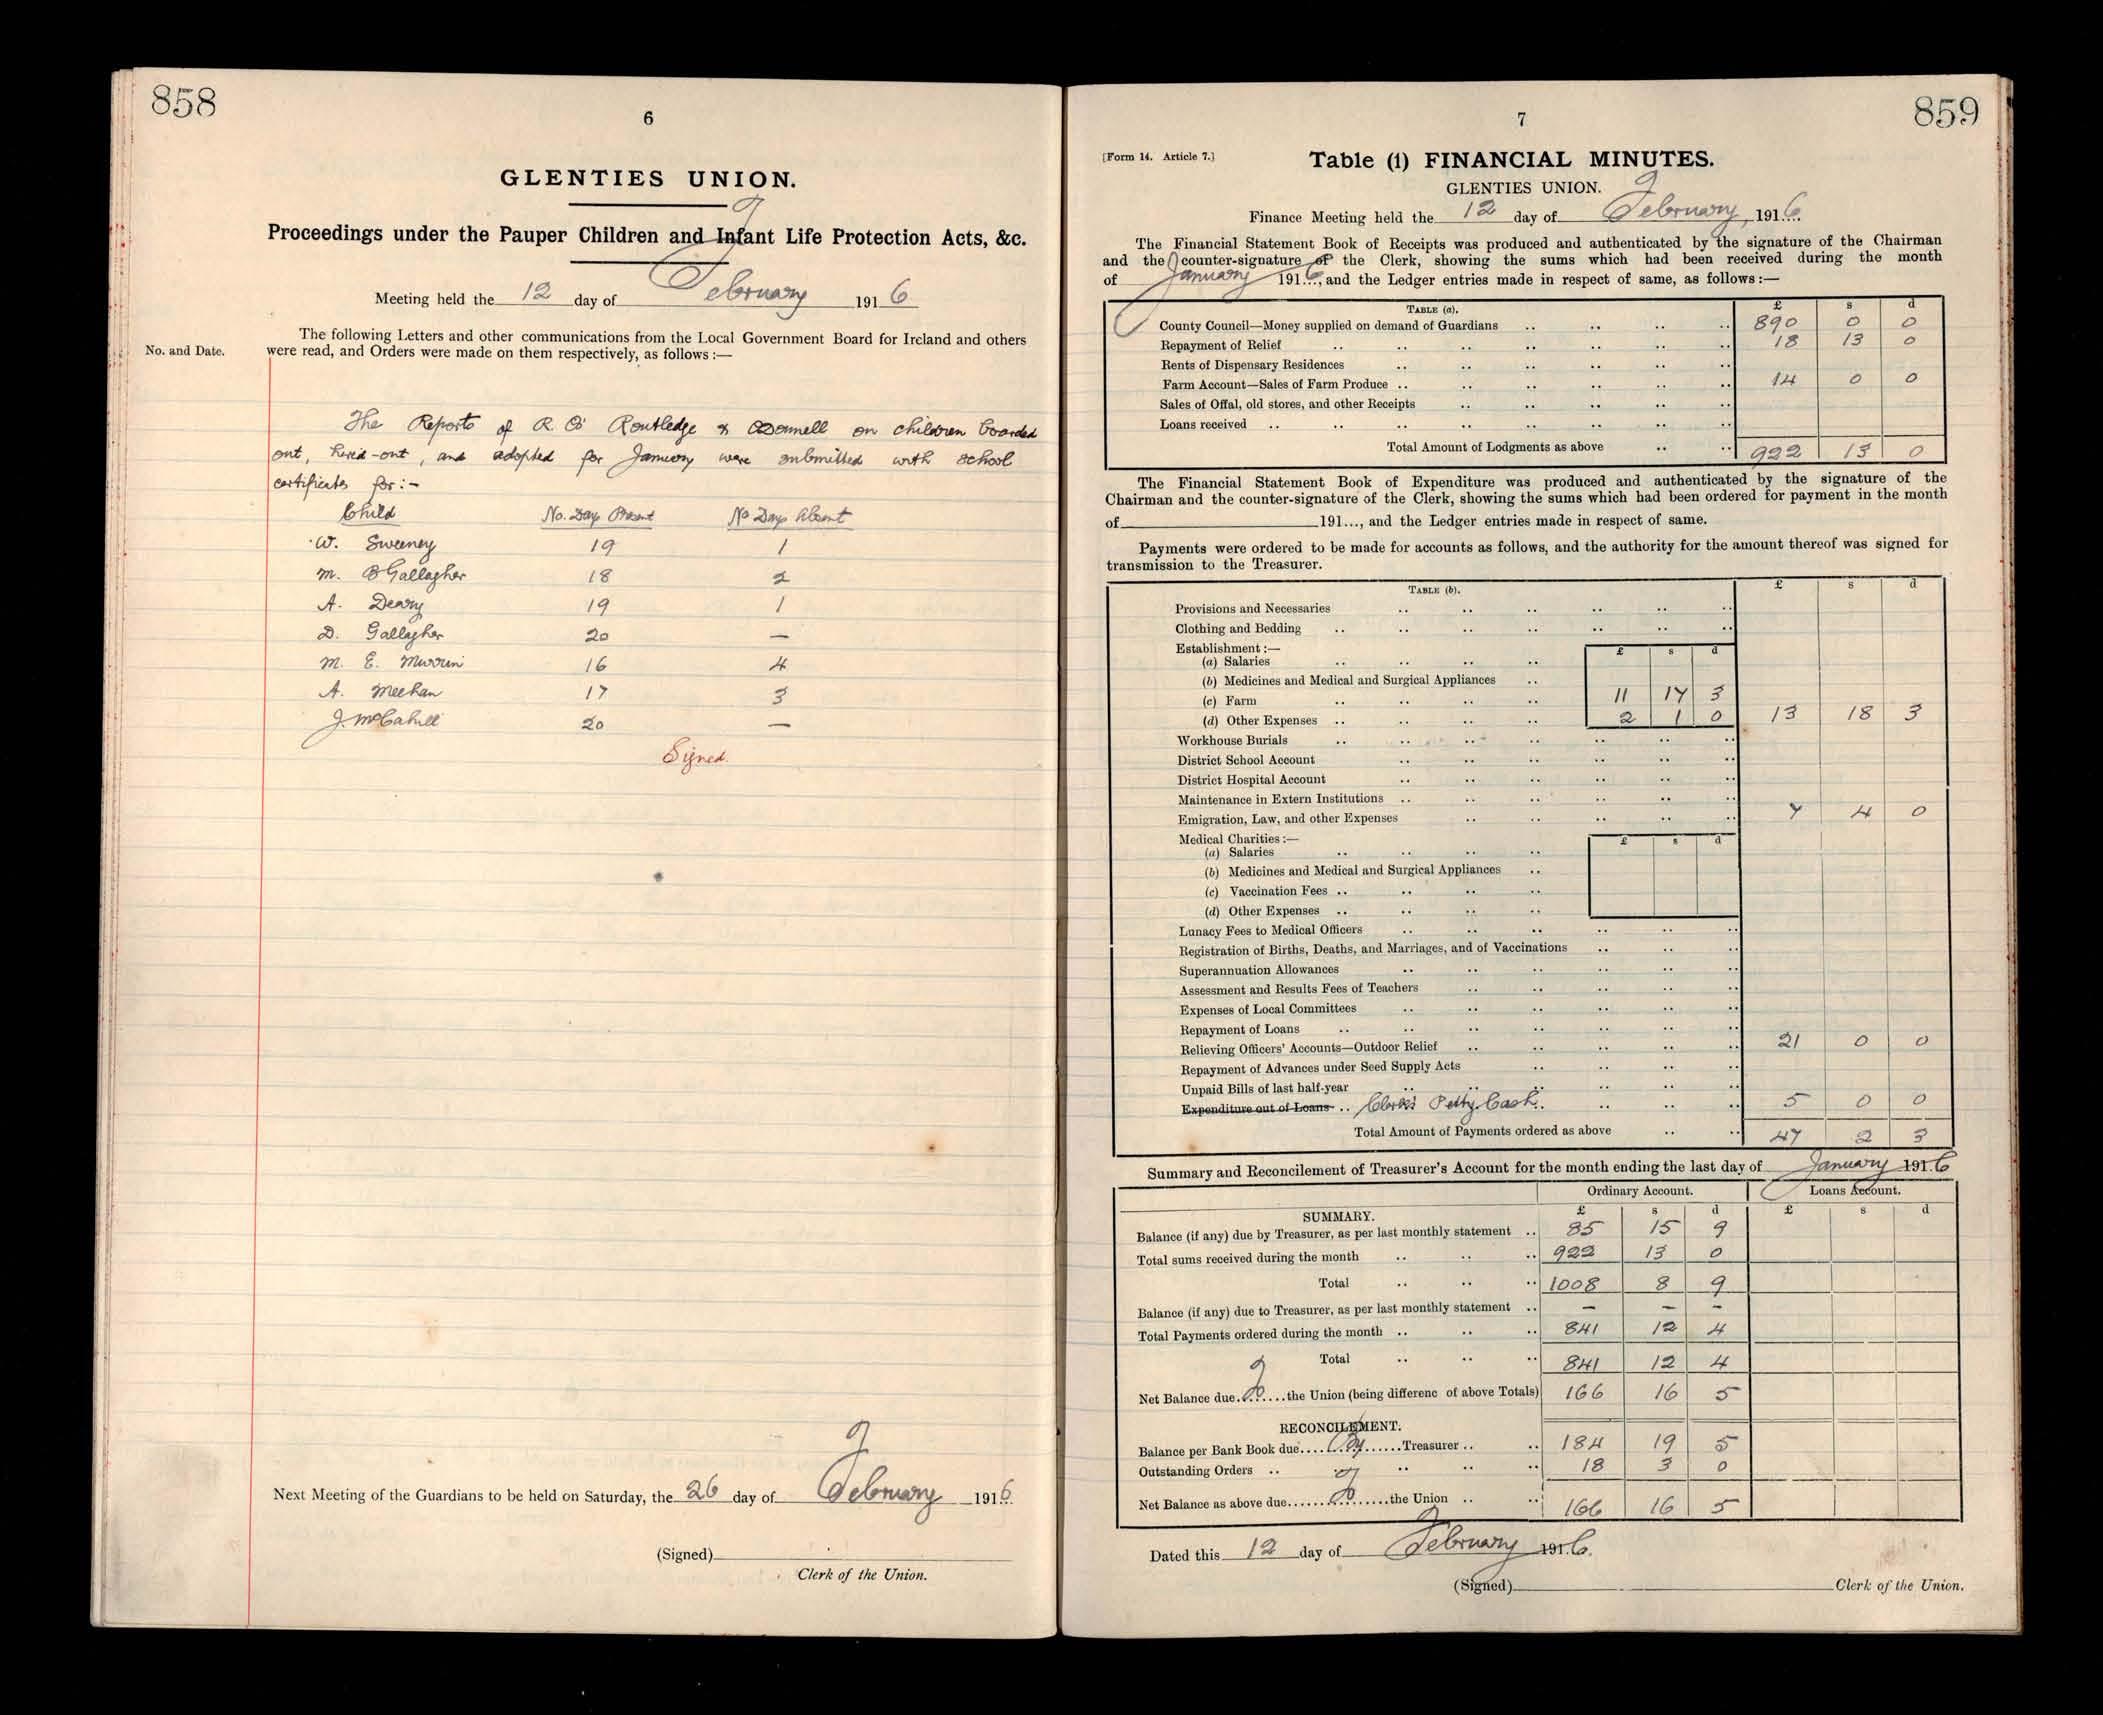 858
6
GLENTIES UNION.
Proceedings under the Pauper Children and Infant Life Protection Acts, &c.
Meeting held the 12 day of February 1916
No. and Date.
The following Letters and other communications from the Local Government Board for Ireland and others
were read, and Orders were made on them respectively, as follows :—
The Reports of R. Os' Routledge & O'Donnell on children boarded
out, hired-out, and adopted for January were submitted with school
certificates for:-
Child No. Days Present No Days Absent
W. Sweeney 19 1
M. B Gallagher 18 2
A. Deary 19 1
D. Gallagher 20 —
M. E. Murrin 16 4
A. Meehan 17 3
J. McCahill 20 —
Signed.
Next Meeting of the Guardians to be held on Saturday, the 26 day of February 1916
(Signed)
Clerk of the Union.
859
7
[Form 14. Article 7.]
Table (1) FINANCIAL MINUTES.
GLENTIES UNION.
Finance Meeting held the 12 day of February, 1916
The Financial Statement Book of Receipts was produced and authenticated by the signature of the Chairman
and the counter-signature of the Clerk, showing the sums which had been received during the month
of January 1916, and the Ledger entries made in respect of same, as follows :—
TABLE (a). £ s d
County Council—Money supplied on demand of Guardians 890 0 0
Repayment of Relief 18 13 0
Rents of Dispensary Residences
Farm Account—Sales of Farm Produce 14 0 0
Sales of Offal, old stores, and other Receipts
Loans received
Total Amount of Lodgments as above 922 13 0
The Financial Statement Book of Expenditure was produced and authenticated by the signature of the
Chairman and the counter-signature of the Clerk, showing the sums which had been ordered for payment in the month
of 191..., and the Ledger entries made in respect of same.
Payments were ordered to be made for accounts as follows, and the authority for the amount thereof was signed for
transmission to the Treasurer.
TABLE (b). £ s d
Provisions and Necessaries
Clothing and Bedding
Establishment :— £ s d
(a) Salaries
(b) Medicines and Medical and Surgical Appliances
(c) Farm 11 17 3
(d) Other Expenses 2 1 0 13 18 3
Workhouse Burials
District School Account
District Hospital Account
Maintenance in Extern Institutions
Emigration, Law, and other Expenses 7 4 0
Medical Charities :— £ s d
(a) Salaries
(b) Medicines and Medical and Surgical Appliances
(c) Vaccination Fees
(d) Other Expenses
Lunacy Fees to Medical Officers
Registration of Births, Deaths, and Marriages, and of Vaccinations
Superannuation Allowances
Assessment and Results Fees of Teachers
Expenses of Local Committees
Repayment of Loans
Relieving Officers' Accounts—Outdoor Relief 21 0 0
Repayment of Advances under Seed Supply Acts
Unpaid Bills of last half-year
Expenditure out of Loans Clerk's Petty Cash 5 0 0
Total Amount of Payments ordered as above 47 2 3
Summary and Reconcilement of Treasurer's Account for the month ending the last day of January 1916
Ordinary Account. Loans Account.
SUMMARY. £ s d £ s d
Balance (if any) due by Treasurer, as per last monthly statement 85 15 9
Total sums received during the month 922 13 0
Total 1008 8 9
Balance (if any) due to Treasurer, as per last monthly statement — — —
Total Payments ordered during the month 841 12 4
Total 841 12 4
Net Balance due to the Union (being differenc of above Totals) 166 16 5
RECONCILEMENT.
Balance per Bank Book due By Treasurer 184 19 5
Outstanding Orders 18 3 0
Net Balance as above due to the Union 166 16 5
Dated this 12 day of February 1916.
(Signed) Clerk of the Union.